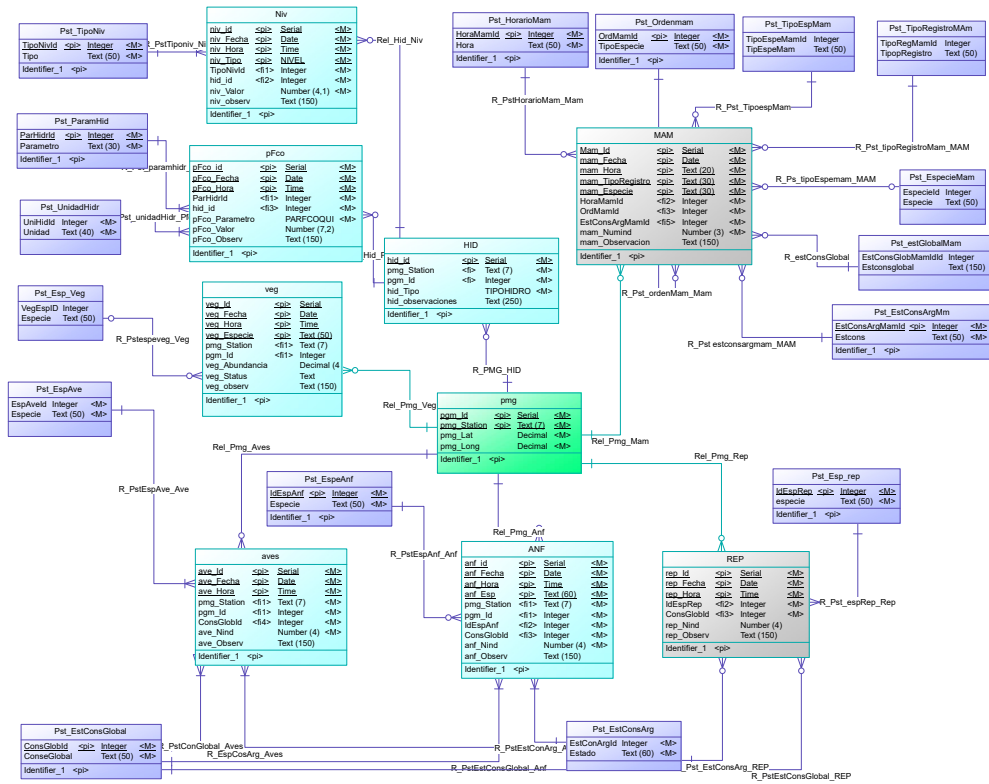 Pst_TipoNiv
TipoNivId <pi> Integer <M>
Tipo Text (50) <M>
Identifier_1 <pi>
R_PstTiponiv_Ni
Niv
niv_id <pi> Serial <M>
niv_Fecha <pi> Date <M>
niv_Hora <pi> Time <M>
niv_Tipo <pi> NIVEL <M>
TipoNivId <fi1> Integer
hid_id <fi2> Integer
niv_Valor Number (4,1) <M>
niv_observ Text (150)
Identifier_1 <pi>
Rel_Hid_Niv
Pst_HorarioMam
HoraMamId <pi> Integer <M>
Hora Text (50) <M>
Identifier_1 <pi>
Pst_Ordenmam
OrdMamId <pi> Integer <M>
TipoEspecie Text (50) <M>
Identifier_1 <pi>
Pst_TipoEspMam
TipoEspeMamId Integer <M>
TipEspeMam Text (50) <M>
Pst_TipoRegistroMAm
TipoRegMamId Integer <M>
TipopRegistro Text (50) <M>
R_PstHorarioMam_Mam
R_Pst_TipoespMam
R_Pst_tipoRegistroMam_MAM
Pst_ParamHid
ParHidrId <pi> Integer <M>
Parametro Text (30) <M>
Identifier_1 <pi>
pFco
pFco_id <pi> Serial <M>
pFco_Fecha <pi> Date <M>
pFco_Hora <pi> Time <M>
ParHidrId <fi1> Integer <M>
hid_id <fi3> Integer <M>
pFco_Parametro PARFCOQUI <M>
pFco_Valor Number (7,2) <M>
pFco_Observ Text (150)
Identifier_1 <pi>
MAM
Mam_Id <pi> Serial <M>
mam_Fecha <pi> Date <M>
mam_Hora <pi> Text (20) <M>
mam_TipoRegistro <pi> Text (30) <M>
mam_Especie <pi> Text (30) <M>
HoraMamId <fi2> Integer <M>
OrdMamId <fi3> Integer <M>
EstConsArgMamId <fi5> Integer <M>
mam_Numind Number (3) <M>
mam_Observacion Text (150)
Identifier_1 <pi>
R_Ps_tipoEspemam_MAM
Pst_EspecieMam
EspecieId Integer <M>
Especie Text (50) <M>
Pst_UnidadHidr
UniHidId Integer <M>
Unidad Text (40) <M>
HID
hid_id <pi> Serial <M>
pmg_Station <fi> Text (7) <M>
pgm_Id <fi> Integer <M>
hid_Tipo TIPOHIDRO <M>
hid_observaciones Text (250)
Identifier_1 <pi>
Pst_estGlobalMam
EstConsGlobMamIdId Integer <M>
Estconsglobal Text (150) <M>
R_estConsGlobal
R_Pst_ordenMam_Mam
Pst_Esp_Veg
VegEspID Integer <M>
Especie Text (50) <M>
R_Pstespeveg_Veg
veg
veg_Id <pi> Serial <M>
veg_Fecha <pi> Date <M>
veg_Hora <pi> Time <M>
veg_Especie <pi> Text (50) <M>
pmg_Station <fi1> Text (7) <M>
pgm_Id <fi1> Integer <M>
veg_Abundancia Decimal (4
veg_Status Text <M>
veg_observ Text (150)
Identifier_1 <pi>
Pst_EstConsArgMm
EstConsArgMamId <pi> Integer <M>
Estcons Text (50) <M>
Identifier_1 <pi>
R_Pst estconsargmam_MAM
R_PMG_HID
Pst_EspAve
EspAveId Integer <M>
Especie Text (50) <M>
Rel_Pmg_Veg
pmg
pgm_Id <pi> Serial <M>
pmg_Station <pi> Text (7) <M>
pmg_Lat Decimal <M>
pmg_Long Decimal <M>
Identifier_1 <pi>
Rel_Pmg_Mam
Rel_Pmg_Aves
Rel_Pmg_Rep
R_PstEspAve_Ave
Pst_EspeAnf
IdEspAnf <pi> Integer <M>
Especie Text (50) <M>
Identifier_1 <pi>
Pst_Esp_rep
IdEspRep <pi> Integer <M>
especie Text (50) <M>
Identifier_1 <pi>
Rel_Pmg_Anf
R_PstEspAnf_Anf
aves
ave_Id <pi> Serial <M>
ave_Fecha <pi> Date <M>
ave_Hora <pi> Time <M>
pmg_Station <fi1> Text (7) <M>
pgm_Id <fi1> Integer <M>
ConsGlobId <fi4> Integer <M>
ave_Nind Number (4) <M>
ave_Observ Text (150)
Identifier_1 <pi>
ANF
anf_id <pi> Serial <M>
anf_Fecha <pi> Date <M>
anf_Hora <pi> Time <M>
anf_Esp <pi> Text (60) <M>
pmg_Station <fi1> Text (7) <M>
pgm_Id <fi1> Integer <M>
IdEspAnf <fi2> Integer <M>
ConsGlobId <fi3> Integer <M>
anf_Nind Number (4) <M>
anf_Observ Text (150)
Identifier_1 <pi>
REP
rep_Id <pi> Serial <M>
rep_Fecha <pi> Date <M>
rep_Hora <pi> Time <M>
IdEspRep <fi2> Integer <M>
ConsGlobId <fi3> Integer <M>
rep_Nind Number (4)
rep_Observ Text (150)
Identifier_1 <pi>
R_Pst_espRep_Rep
Pst_EstConsGlobal
ConsGlobId <pi> Integer <M>
ConseGlobal Text (50) <M>
Identifier_1 <pi>
R_PstConGlobal_Aves
R_EspCosArg_Aves
R_PstEstConArg_A
R_PstEstConsGlobal_Anf
Pst_EstConsArg
EstConArgId Integer <M>
Estado Text (60) <M>
R_Pst_EstConsArg_REP
R_PstEstConsGlobal_REP